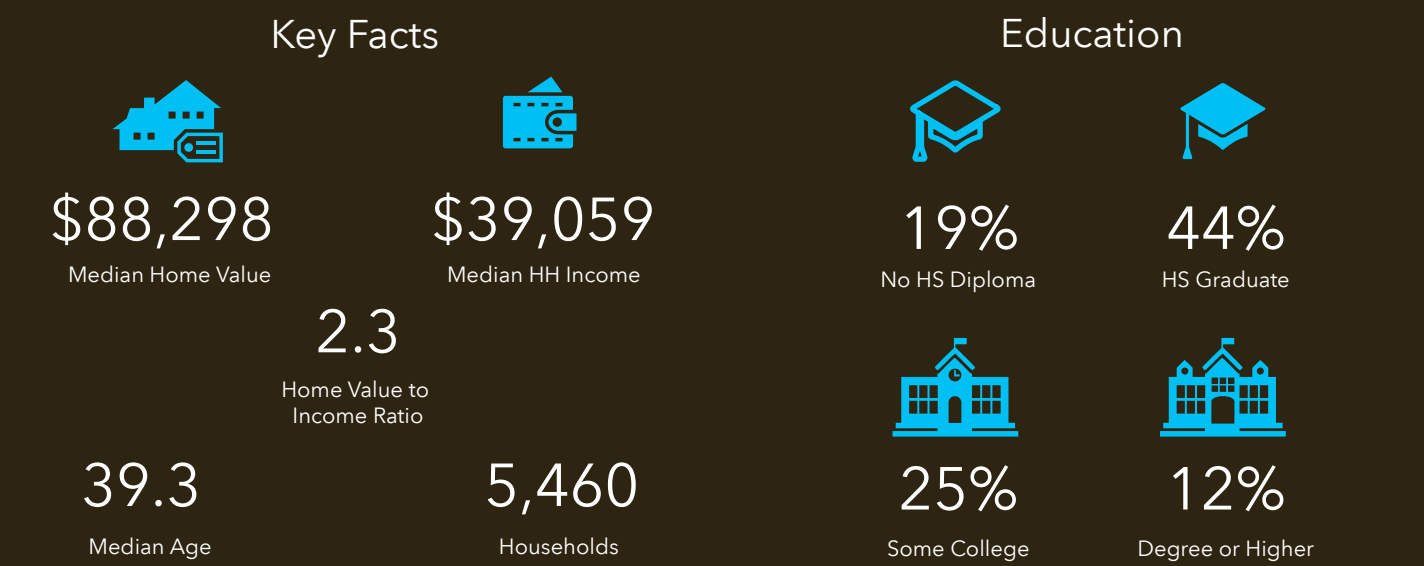 Key Facts
$88,298
Median Home Value
$39,059
Median HH Income
2.3
Home Value to
Income Ratio
39.3
Median Age
5,460
Households
Education
19%
No HS Diploma
44%
HS Graduate
25%
Some College
12%
Degree or Higher